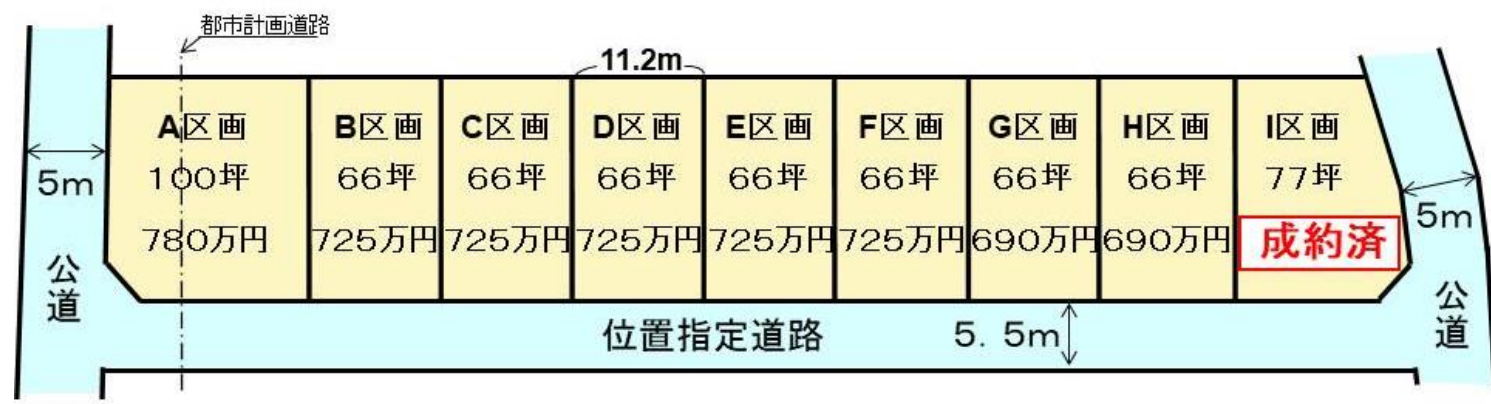 都市計画道路
11.2m
A区画
100坪
780万円
B区画
66坪
725万円
C区画
66坪
725万円
D区画
66坪
725万円
E区画
66坪
725万円
F区画
66坪
725万円
G区画
66坪
690万円
H区画
66坪
690万円
I区画
77坪
成約済
5m
公道
位置指定道路
5.5m
5m
公道